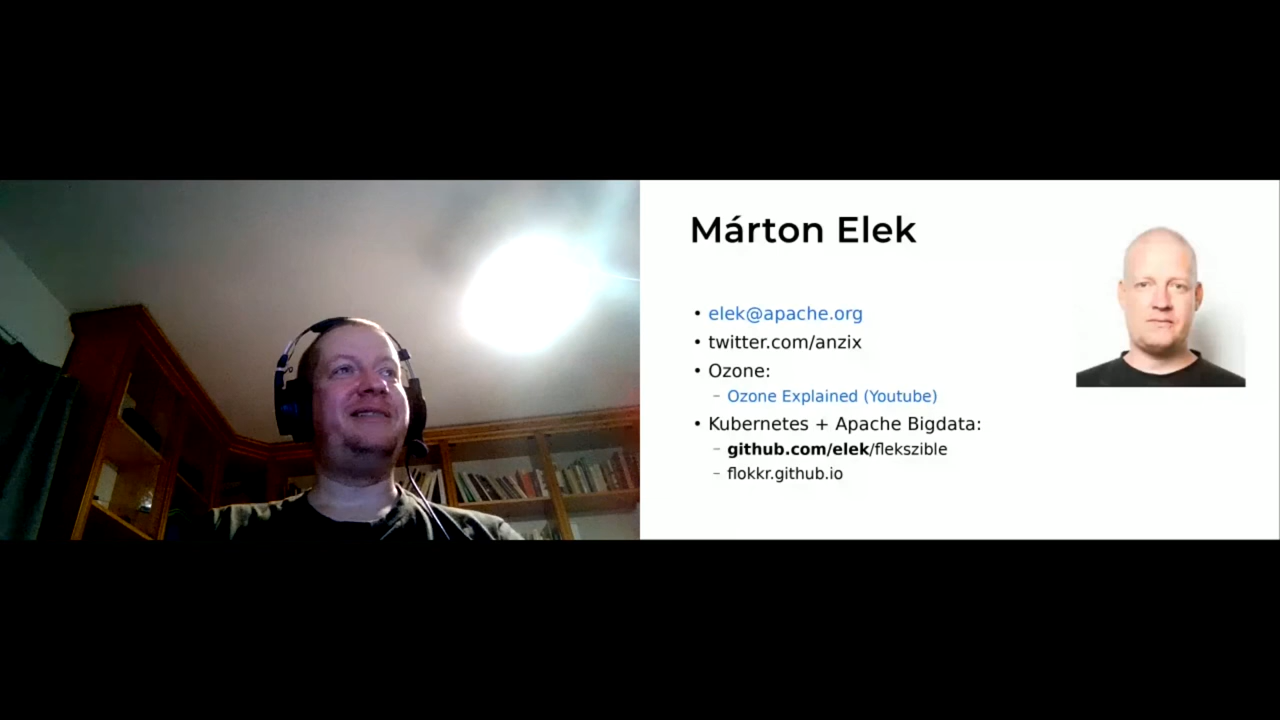 Márton Elek
• elek@apache.org
• twitter.com/anzix
• Ozone:
– Ozone Explained (Youtube)
• Kubernetes + Apache Bigdata:
– github.com/elek/flekszible
– flokkr.github.io